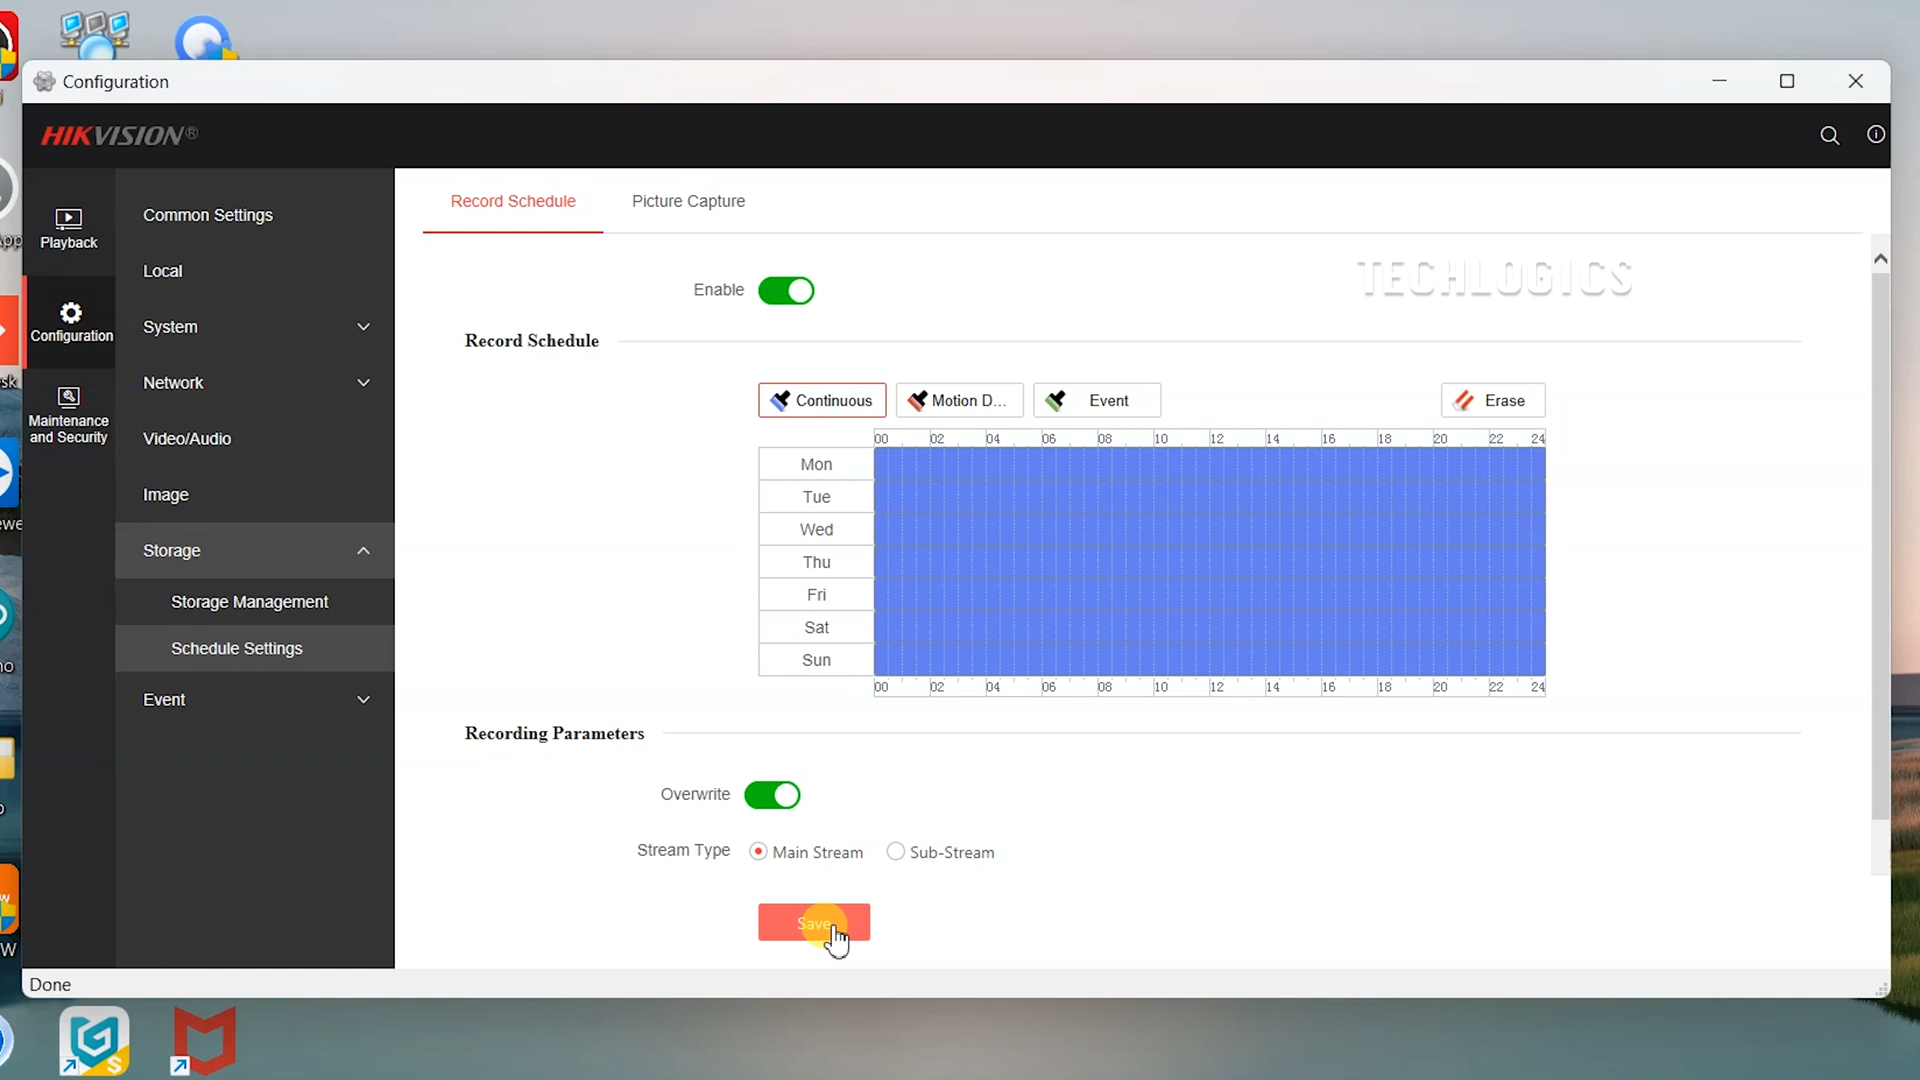 Configuration
HIKVISION®
Playback
Configuration
Maintenance
and Security
Common Settings
Local
System
Network
Video/Audio
Image
Storage
Storage Management
Schedule Settings
Event
Record Schedule Picture Capture
TECHLOGICS
Enable
Record Schedule
Continuous Motion D... Event Erase
00 02 04 06 08 10 12 14 16 18 20 22 24
Mon
Tue
Wed
Thu
Fri
Sat
Sun
00 02 04 06 08 10 12 14 16 18 20 22 24
Recording Parameters
Overwrite
Stream Type Main Stream Sub-Stream
Save
Done